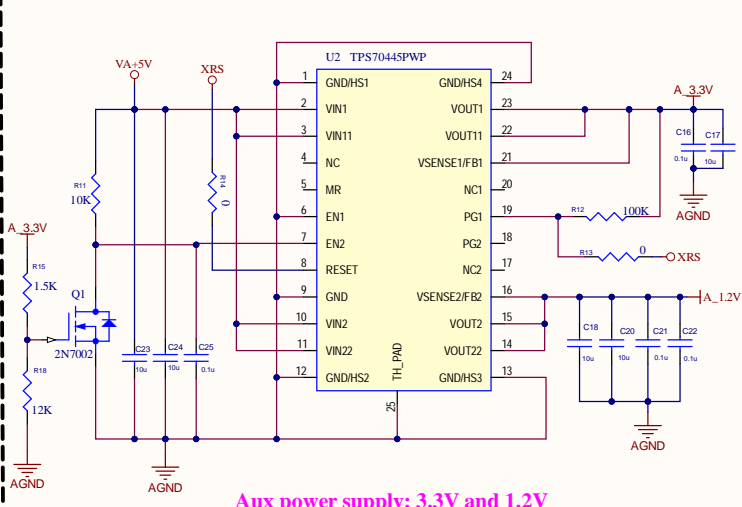 U2 TPS70445PWP
VA+5V
XRS
1 GND/HS1 GND/HS4 24
2 VIN1 VOUT1 23
3 VIN11 VOUT11 22
4 NC VSENSE1/FB1 21
5 MR NC1 20
6 EN1 PG1 19
7 EN2 PG2 18
8 RESET NC2 17
9 GND VSENSE2/FB2 16
10 VIN2 VOUT2 15
11 VIN22 VOUT22 14
12 GND/HS2 GND/HS3 13
TH_PAD
25
A_3.3V
C16
0.1u
C17
10u
AGND
R11
10K
R14
0
R12
100K
R13
0
XRS
A_3.3V
R15
1.5K
Q1
2N7002
R18
12K
AGND
C23
10u
C24
10u
C25
0.1u
AGND
A_1.2V
C18
10u
C20
10u
C21
0.1u
C22
0.1u
AGND
Aux power supply; 3.3V and 1.2V